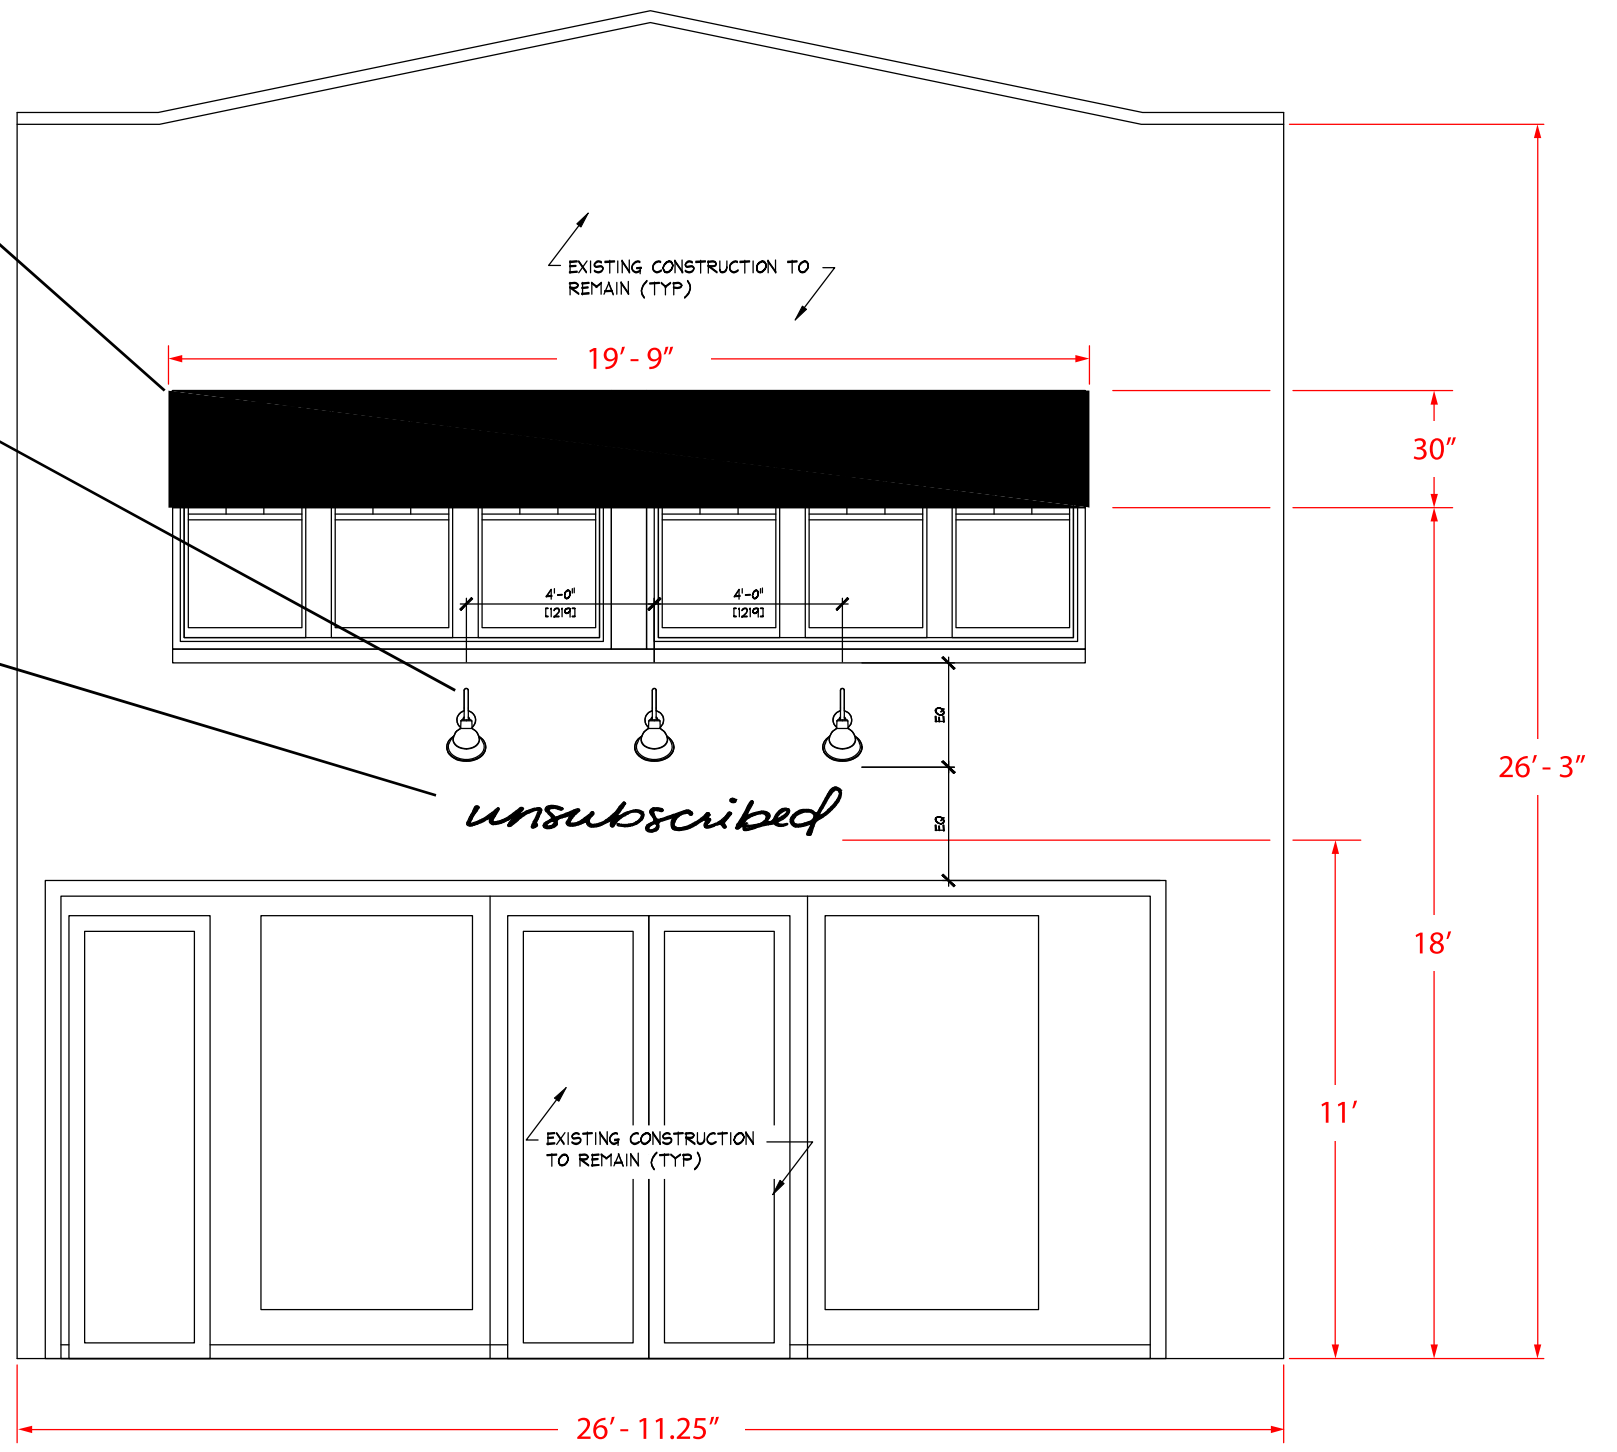 EXISTING CONSTRUCTION TO
REMAIN (TYP)
19’ - 9”
30”
4'-0"
[1219]
4'-0"
[1219]
EQ
26’ - 3”
unsubscribed
EQ
18’
11’
EXISTING CONSTRUCTION
TO REMAIN (TYP)
26’ - 11.25”